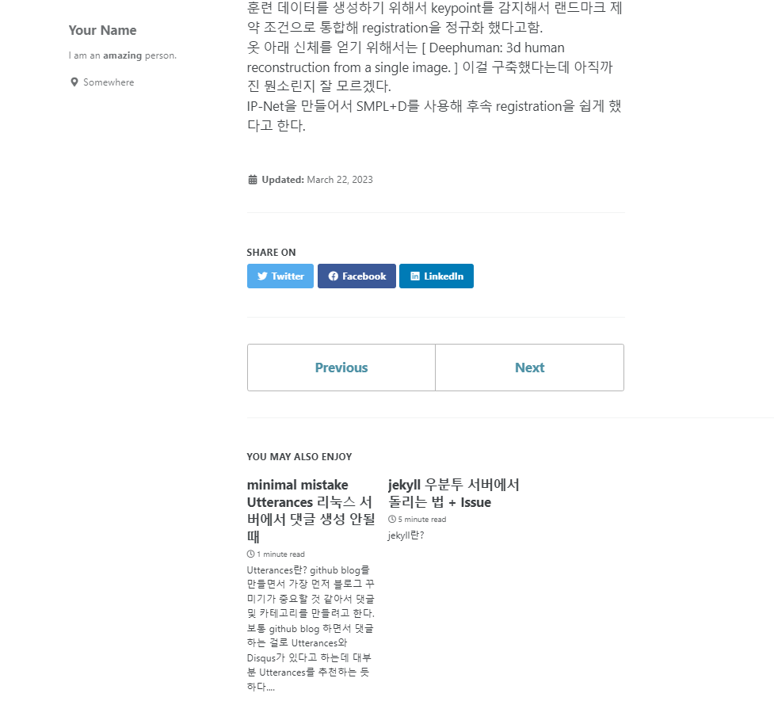 Your Name
I am an amazing person.
Somewhere
훈련 데이터를 생성하기 위해서 keypoint를 감지해서 랜드마크 제
약 조건으로 통합해 registration을 정규화 했다고함.
옷 아래 신체를 얻기 위해서는 [ Deephuman: 3d human
reconstruction from a single image. ] 이걸 구축했다는데 아직까
진 뭔소린지 잘 모르겠다.
IP-Net을 만들어서 SMPL+D를 사용해 후속 registration을 쉽게 했
다고 한다.
Updated: March 22, 2023
SHARE ON
Twitter Facebook LinkedIn
Previous Next
YOU MAY ALSO ENJOY
minimal mistake
Utterances 리눅스 서
버에서 댓글 생성 안될
때
1 minute read
Utterances란? github blog를
만들면서 가장 먼저 블로그 꾸
미기가 중요할 것 같아서 댓글
및 카테고리를 만들려고 한다.
보통 github blog 하면서 댓글
하는 걸로 Utterances와
Disqus가 있다고 하는데 대부
분 Utterances를 추천하는 듯
하다....
jekyll 우분투 서버에서
돌리는 법 + Issue
5 minute read
jekyll란?